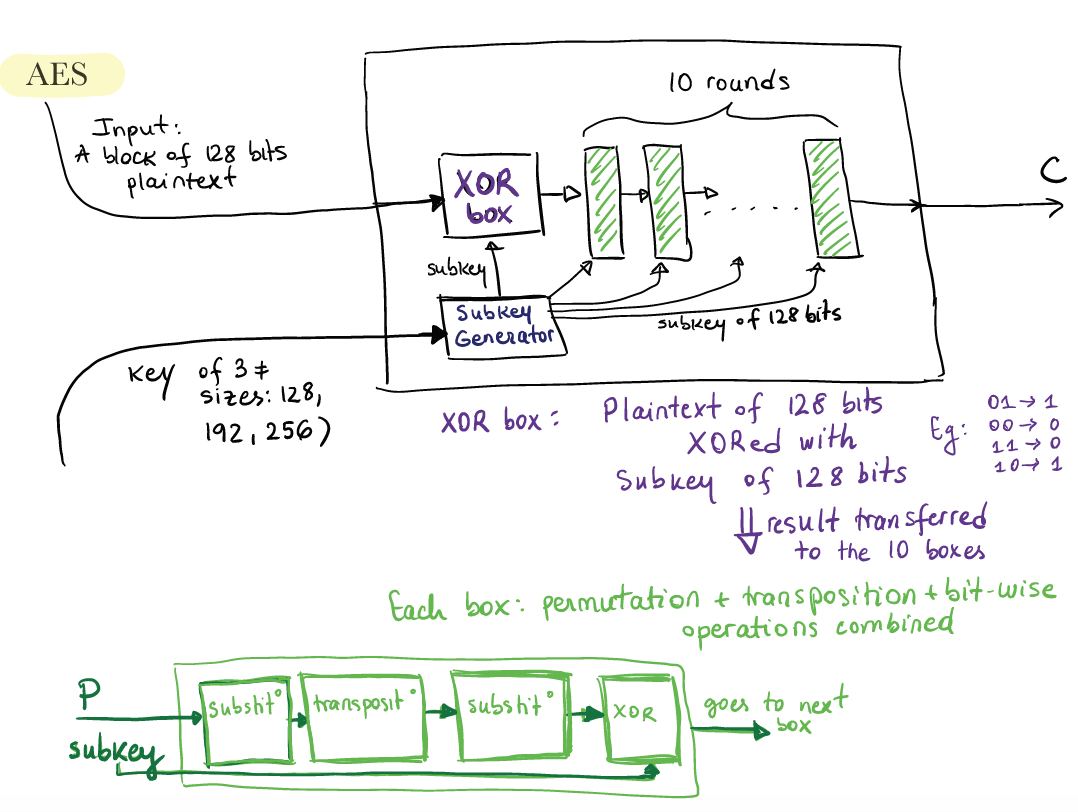 AES
Input:
A block of 128 bits
plaintext
10 rounds
XOR
box
C
subkey
Subkey
Generator
subkey of 128 bits
key of 3 ≠
sizes: 128,
192, 256)
XOR box: Plaintext of 128 bits
XORed with
Subkey of 128 bits
Eg: 01→1
00→0
11→0
10→1
⇓ result transferred
to the 10 boxes
Each box: permutation + transposition + bit-wise
operations combined
P
subkey
substit°
transposit°
substit°
XOR
goes to next
box